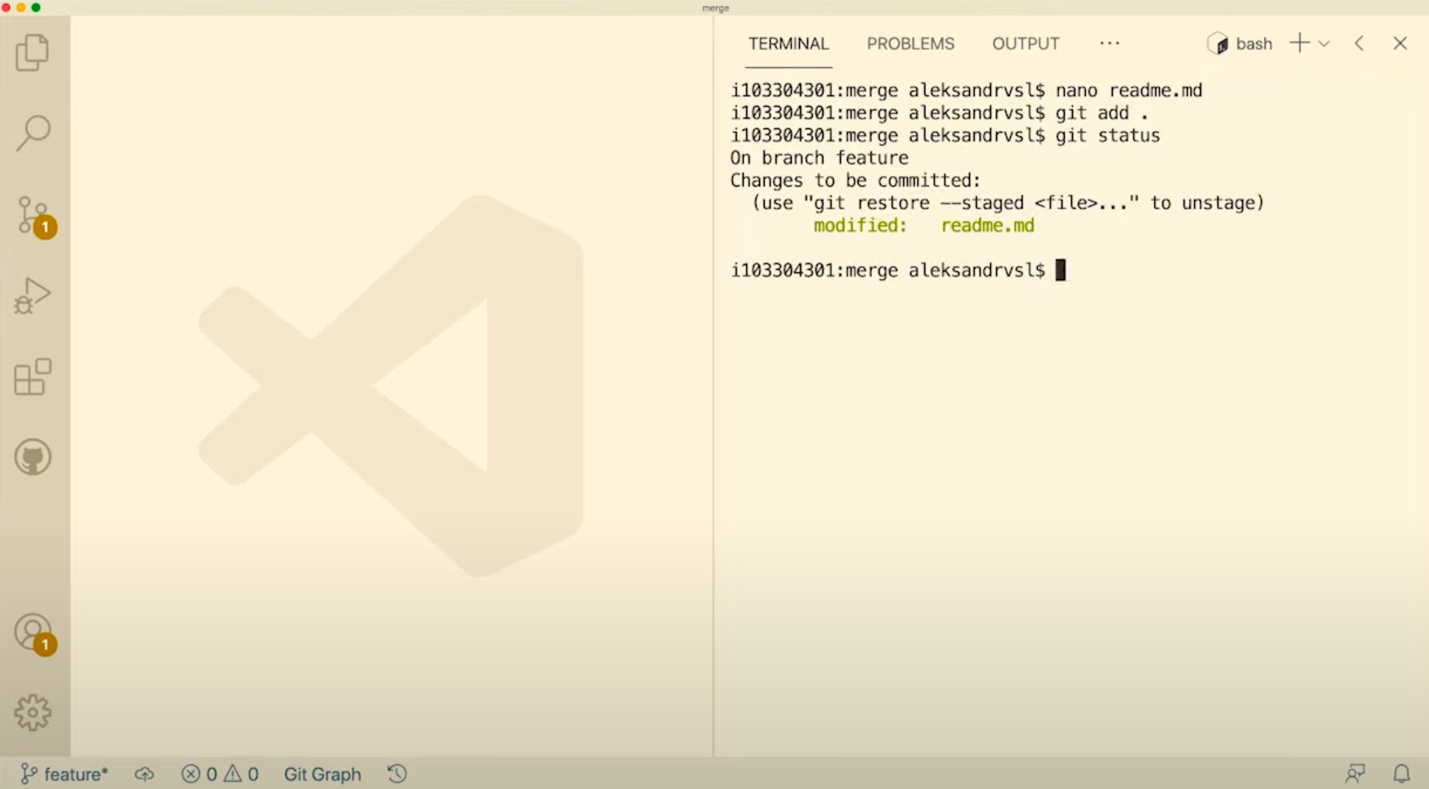 merge
TERMINAL PROBLEMS OUTPUT ··· bash
i103304301:merge aleksandrvsl$ nano readme.md
i103304301:merge aleksandrvsl$ git add .
i103304301:merge aleksandrvsl$ git status
On branch feature
Changes to be committed:
  (use "git restore --staged <file>..." to unstage)
        modified:   readme.md
i103304301:merge aleksandrvsl$
1
1
feature* 0 0 Git Graph